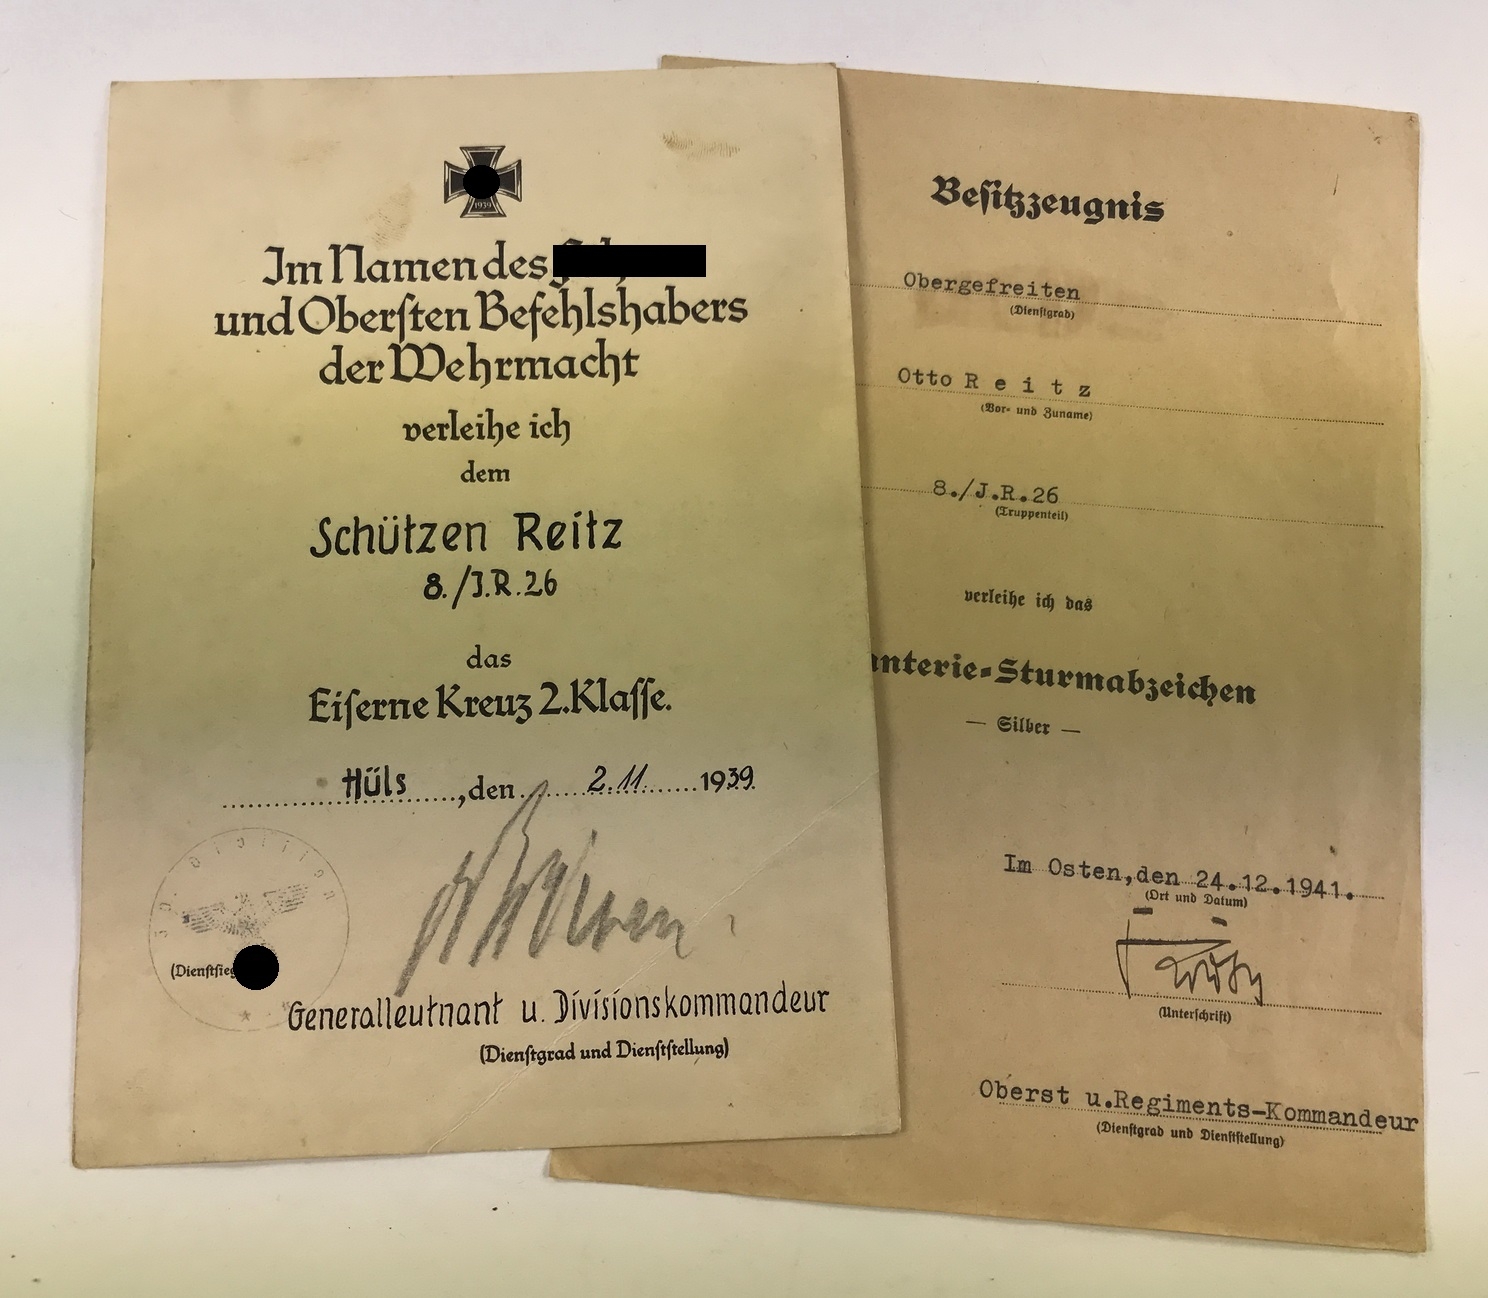 1939
Im Namen des
und Obersten Befehlshabers
der Wehrmacht
verleihe ich
dem
Schützen Reitz
8./J.R.26
das
Eiserne Kreuz 2.Klasse.
Hüls, den 2.11. 1939.
Generalleutnant u. Divisionskommandeur
(Dienstgrad und Dienststellung)
Besitzzeugnis
Obergefreiten
(Dienstgrad)
Otto Reitz
(Vor- und Zuname)
8./J.R.26
(Truppenteil)
verleihe ich das
anterie-Sturmabzeichen
— Silber —
Im Osten, den 24.12.1941.
(Ort und Datum)
(Unterschrift)
Oberst u.Regiments-Kommandeur
(Dienstgrad und Dienststellung)